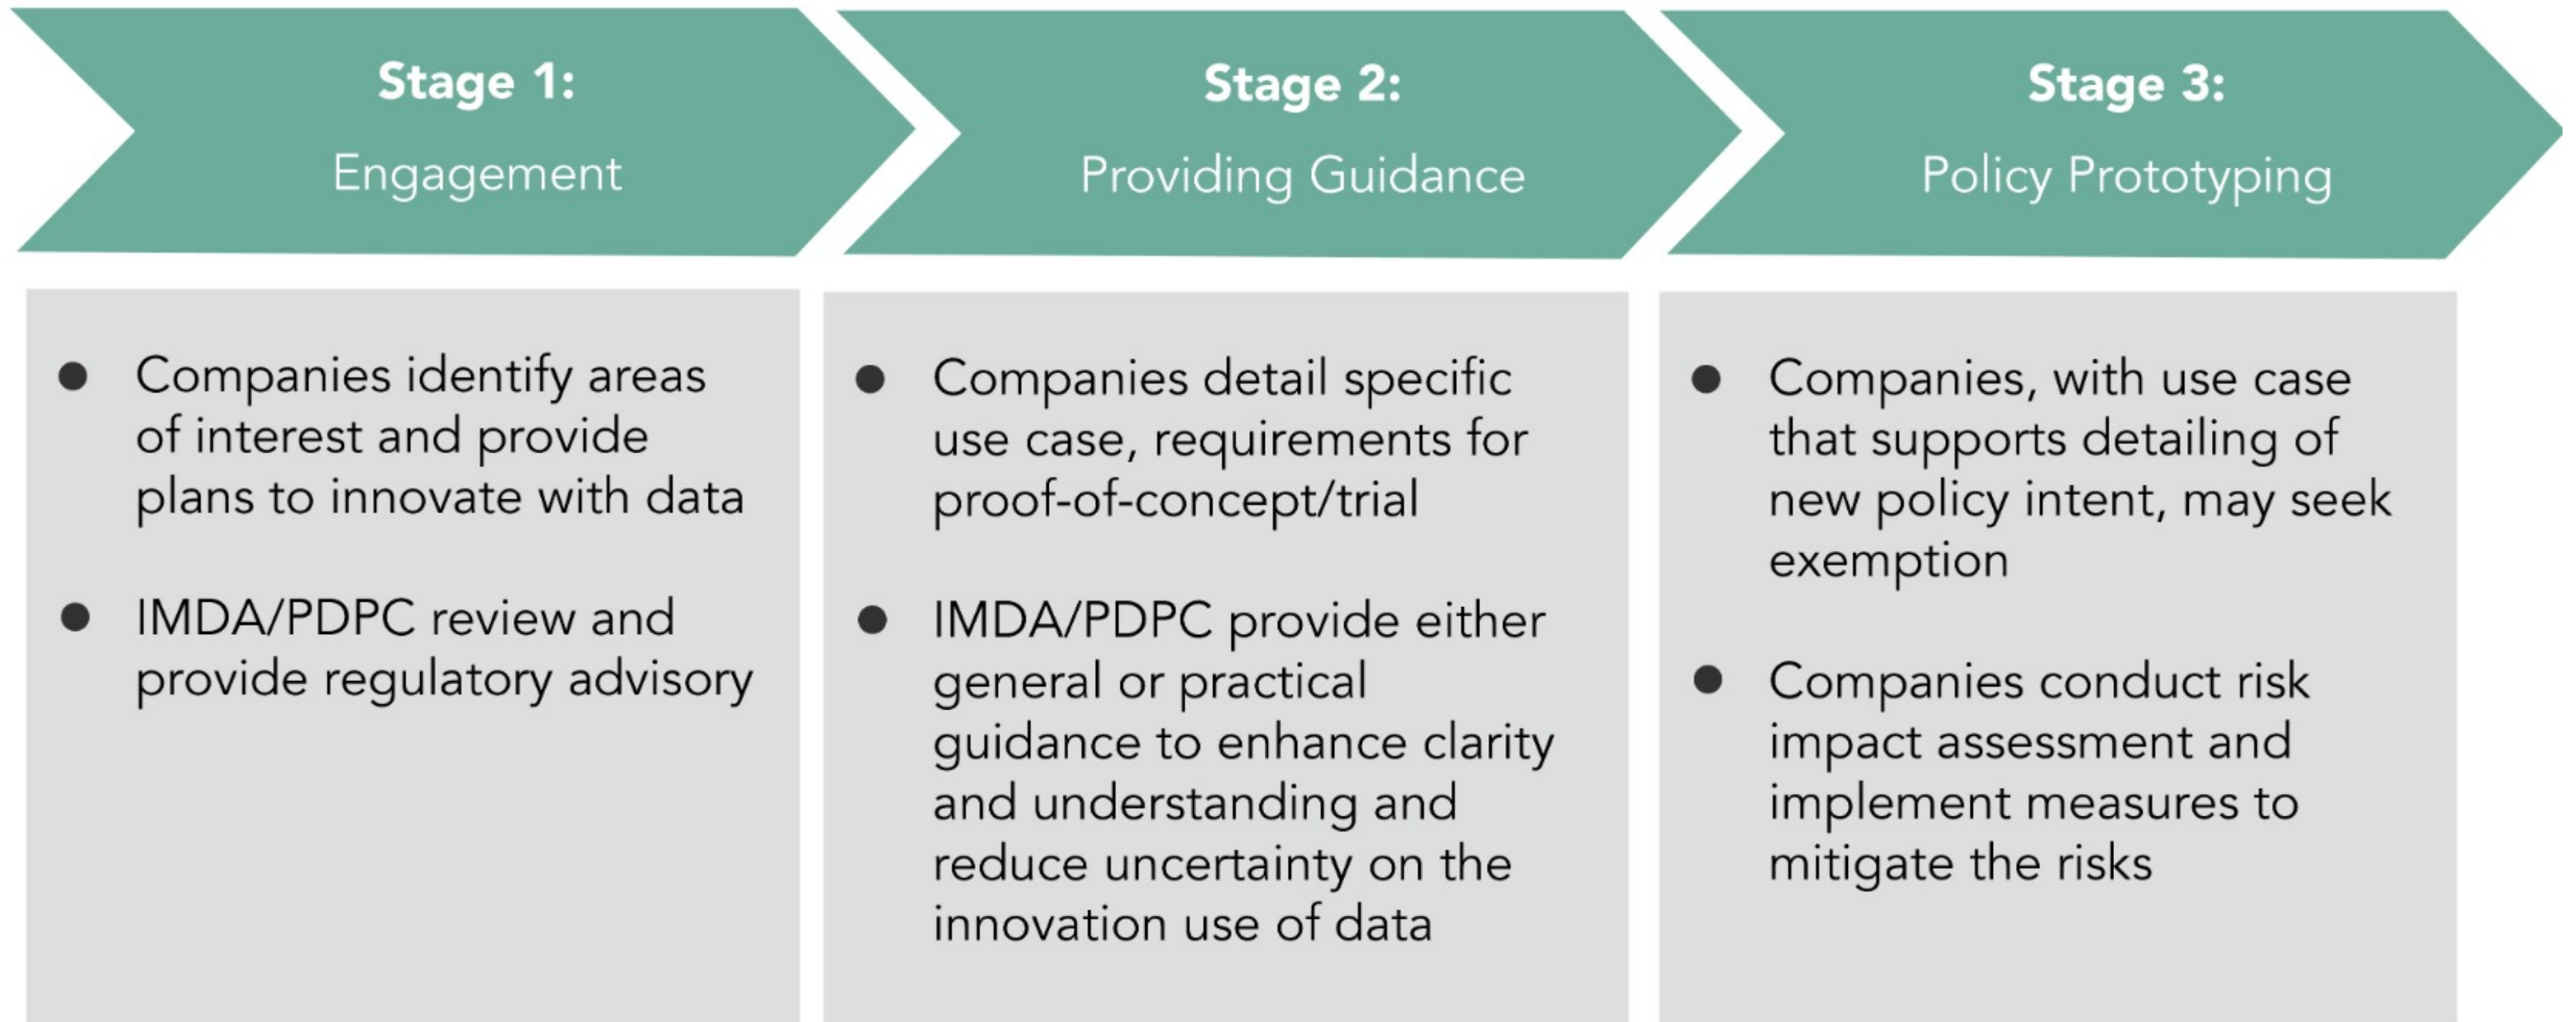 Stage 1:
Engagement
Stage 2:
Providing Guidance
Stage 3:
Policy Prototyping
● Companies identify areas
of interest and provide
plans to innovate with data
● IMDA/PDPC review and
provide regulatory advisory
● Companies detail specific
use case, requirements for
proof-of-concept/trial
● IMDA/PDPC provide either
general or practical
guidance to enhance clarity
and understanding and
reduce uncertainty on the
innovation use of data
● Companies, with use case
that supports detailing of
new policy intent, may seek
exemption
● Companies conduct risk
impact assessment and
implement measures to
mitigate the risks